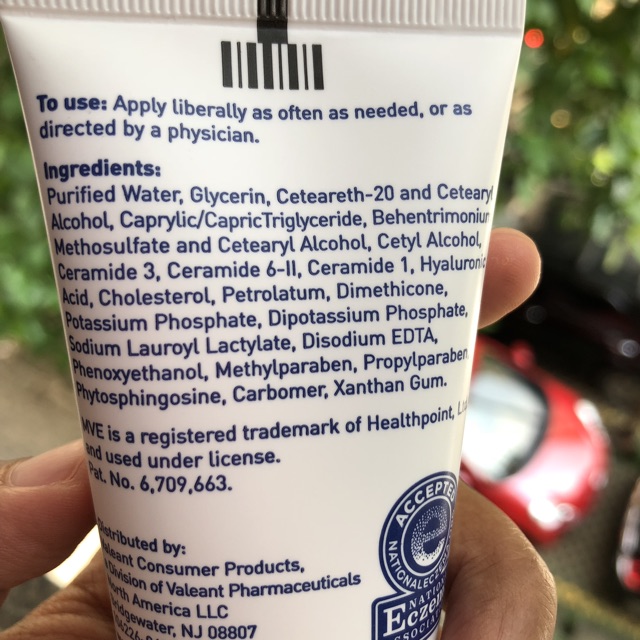 To use: Apply liberally as often as needed, or as
directed by a physician.
Ingredients:
Purified Water, Glycerin, Ceteareth-20 and Cetearyl
Alcohol, Caprylic/CapricTriglyceride, Behentrimonium
Methosulfate and Cetearyl Alcohol, Cetyl Alcohol,
Ceramide 3, Ceramide 6-II, Ceramide 1, Hyaluronic
Acid, Cholesterol, Petrolatum, Dimethicone,
Potassium Phosphate, Dipotassium Phosphate,
Sodium Lauroyl Lactylate, Disodium EDTA,
Phenoxyethanol, Methylparaben, Propylparaben,
Phytosphingosine, Carbomer, Xanthan Gum.
MVE is a registered trademark of Healthpoint,
and used under license.
Pat. No. 6,709,663.
Distributed by:
Valeant Consumer Products,
a Division of Valeant Pharmaceuticals
North America LLC
Bridgewater, NJ 08807
ACCEPTED
NATIONAL
Eczema